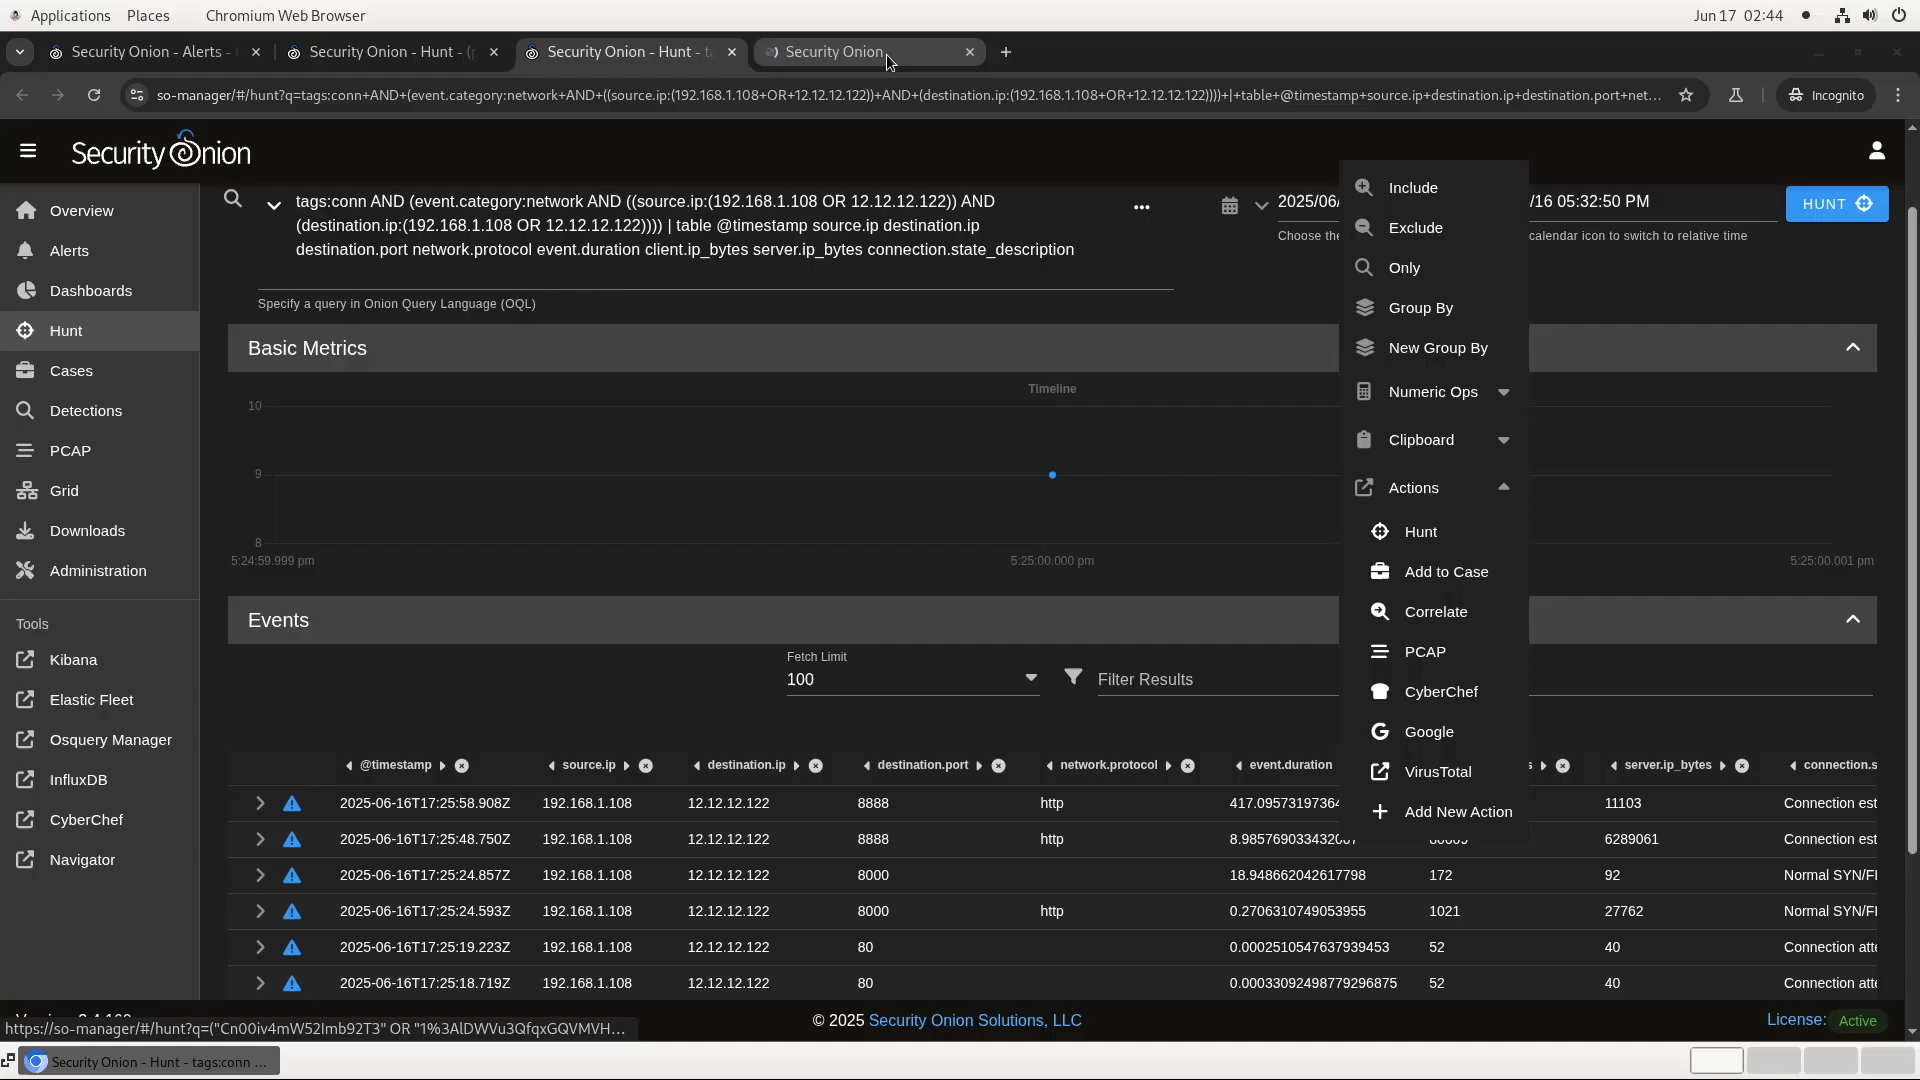 Applications Places Chromium Web Browser Jun 17 02:44
Security Onion - Alerts - Security Onion - Hunt - ( Security Onion - Hunt - ta Security Onion
so-manager/#/hunt?q=tags:conn+AND+(event.category:network+AND+((source.ip:(192.168.1.108+OR+12.12.12.122))+AND+(destination.ip:(192.168.1.108+OR+12.12.12.122))))+|+table+@timestamp+source.ip+destination.ip+destination.port+net... Incognito
Security Onion
Overview
Alerts
Dashboards
Hunt
Cases
Detections
PCAP
Grid
Downloads
Administration
Tools
Kibana
Elastic Fleet
Osquery Manager
InfluxDB
CyberChef
Navigator
tags:conn AND (event.category:network AND ((source.ip:(192.168.1.108 OR 12.12.12.122)) AND
(destination.ip:(192.168.1.108 OR 12.12.12.122)))) | table @timestamp source.ip destination.ip
destination.port network.protocol event.duration client.ip_bytes server.ip_bytes connection.state_description
Specify a query in Onion Query Language (OQL)
2025/06/ /16 05:32:50 PM
Choose the calendar icon to switch to relative time
HUNT
Include
Exclude
Only
Group By
New Group By
Numeric Ops
Clipboard
Actions
Hunt
Add to Case
Correlate
PCAP
CyberChef
Google
VirusTotal
Add New Action
Basic Metrics
Timeline
10
9
8
5:24:59.999 pm 5:25:00.000 pm 5:25:00.001 pm
Events
Fetch Limit
100 Filter Results
@timestamp source.ip destination.ip destination.port network.protocol event.duration s server.ip_bytes connection.s
2025-06-16T17:25:58.908Z 192.168.1.108 12.12.12.122 8888 http 417.09573197364 11103 Connection est
2025-06-16T17:25:48.750Z 192.168.1.108 12.12.12.122 8888 http 8.985769033432007 80009 6289061 Connection est
2025-06-16T17:25:24.857Z 192.168.1.108 12.12.12.122 8000 18.948662042617798 172 92 Normal SYN/FI
2025-06-16T17:25:24.593Z 192.168.1.108 12.12.12.122 8000 http 0.2706310749053955 1021 27762 Normal SYN/FI
2025-06-16T17:25:19.223Z 192.168.1.108 12.12.12.122 80 0.0002510547637939453 52 40 Connection atte
2025-06-16T17:25:18.719Z 192.168.1.108 12.12.12.122 80 0.00033092498779296875 52 40 Connection atte
https://so-manager/#/hunt?q=("Cn00iv4mW52Imb92T3" OR "1%3AlDWVu3QfqxGQVMVH...
© 2025 Security Onion Solutions, LLC
License: Active
Security Onion - Hunt - tags:conn ...